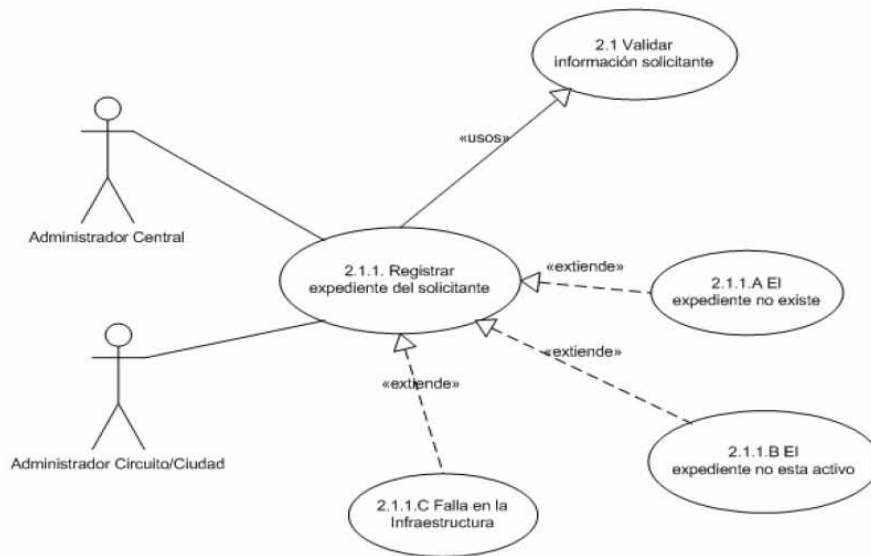 2.1 Validar
información solicitante
«usos»
Administrador Central
2.1.1. Registrar
expediente del solicitante
«extiende»
2.1.1.A El
expediente no existe
«extiende»
«extiende»
Administrador Circuito/Ciudad
2.1.1.B El
expediente no esta activo
2.1.1.C Falla en la
Infraestructura